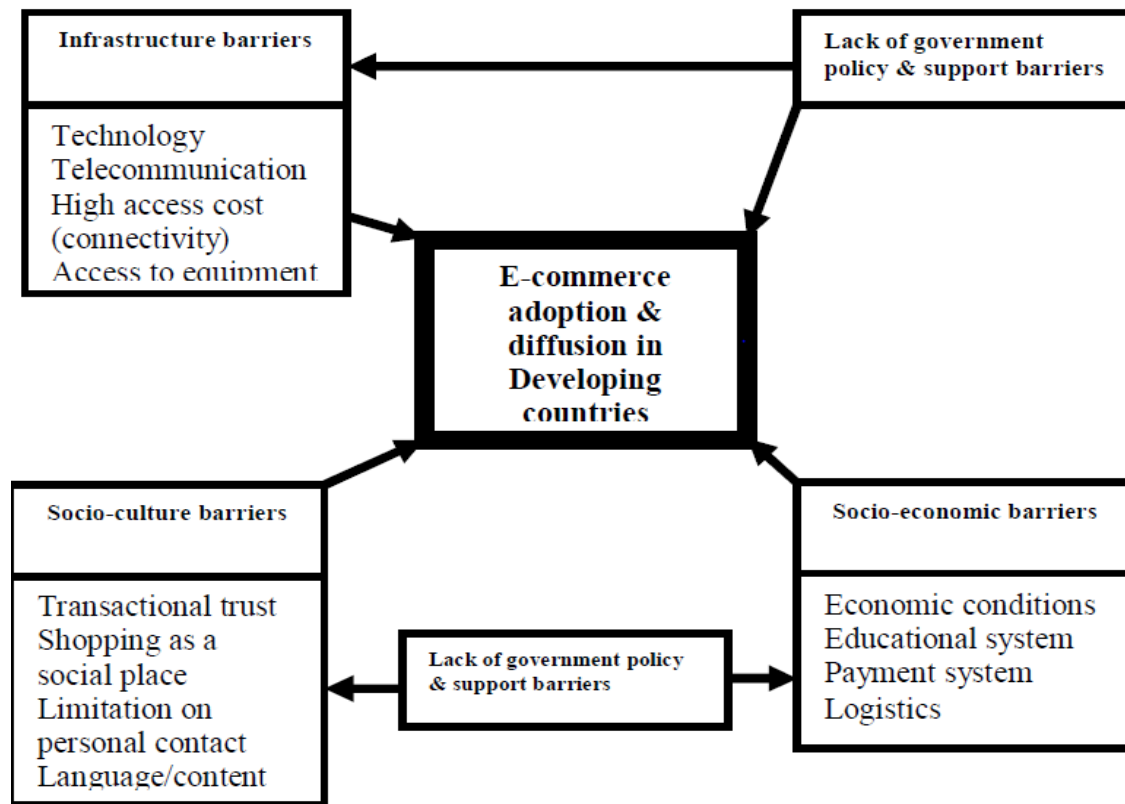 Infrastructure barriers
Technology
Telecommunication
High access cost
(connectivity)
Access to equipment
Lack of government
policy & support barriers
E-commerce
adoption &
diffusion in
Developing
countries
Socio-culture barriers
Transactional trust
Shopping as a
social place
Limitation on
personal contact
Language/content
Lack of government policy
& support barriers
Socio-economic barriers
Economic conditions
Educational system
Payment system
Logistics